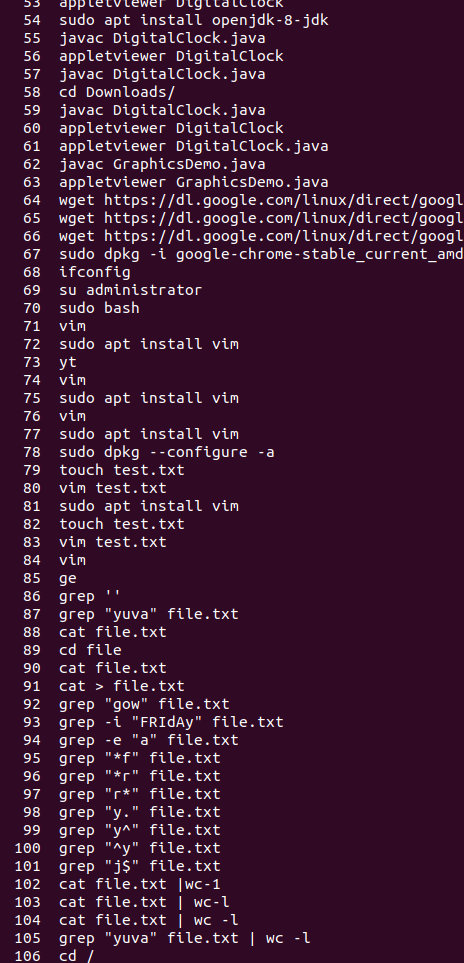 53 appletviewer DigitalClock
54 sudo apt install openjdk-8-jdk
55 javac DigitalClock.java
56 appletviewer DigitalClock
57 javac DigitalClock.java
58 cd Downloads/
59 javac DigitalClock.java
60 appletviewer DigitalClock
61 appletviewer DigitalClock.java
62 javac GraphicsDemo.java
63 appletviewer GraphicsDemo.java
64 wget https://dl.google.com/linux/direct/googl
65 wget https://dl.google.com/linux/direct/googl
66 wget https://dl.google.com/linux/direct/googl
67 sudo dpkg -i google-chrome-stable_current_amd
68 ifconfig
69 su administrator
70 sudo bash
71 vim
72 sudo apt install vim
73 yt
74 vim
75 sudo apt install vim
76 vim
77 sudo apt install vim
78 sudo dpkg --configure -a
79 touch test.txt
80 vim test.txt
81 sudo apt install vim
82 touch test.txt
83 vim test.txt
84 vim
85 ge
86 grep ''
87 grep "yuva" file.txt
88 cat file.txt
89 cd file
90 cat file.txt
91 cat > file.txt
92 grep "gow" file.txt
93 grep -i "FRIdAy" file.txt
94 grep -e "a" file.txt
95 grep "*f" file.txt
96 grep "*r" file.txt
97 grep "r*" file.txt
98 grep "y." file.txt
99 grep "y^" file.txt
100 grep "^y" file.txt
101 grep "j$" file.txt
102 cat file.txt |wc-1
103 cat file.txt | wc-l
104 cat file.txt | wc -l
105 grep "yuva" file.txt | wc -l
106 cd /